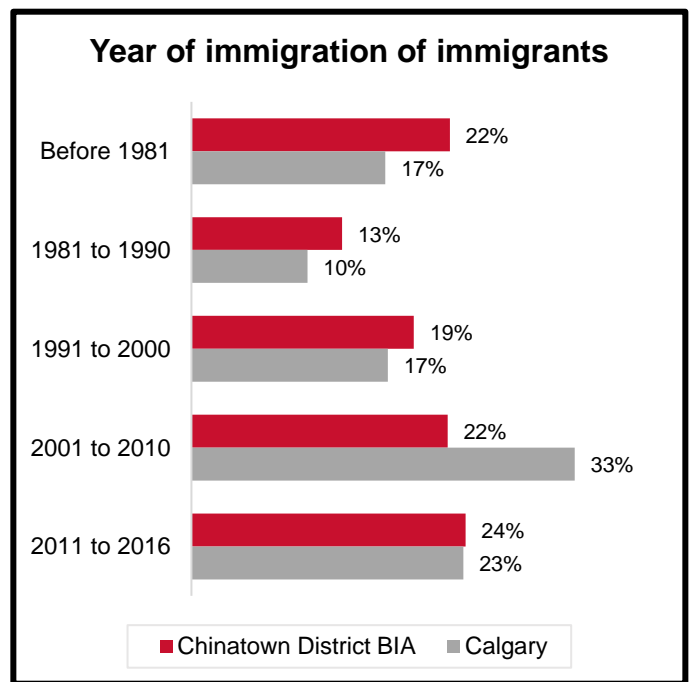 Year of immigration of immigrants
Before 1981
22%
17%
1981 to 1990
13%
10%
1991 to 2000
19%
17%
2001 to 2010
22%
33%
2011 to 2016
24%
23%
Chinatown District BIA Calgary